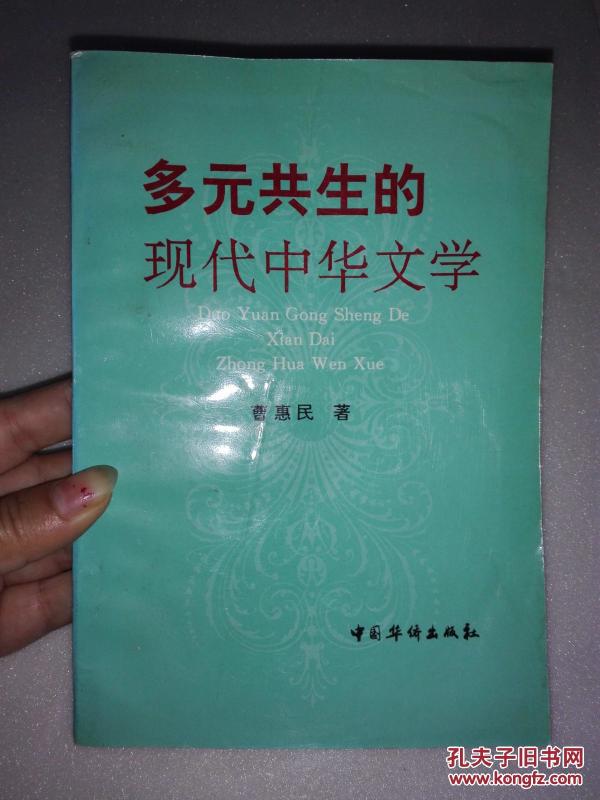 多元共生的
现代中华文学
Duo Yuan Gong Sheng De
Xian Dai
Zhong Hua Wen Xue
曹惠民 著
中国华侨出版社
孔夫子旧书网
www.kongfz.com